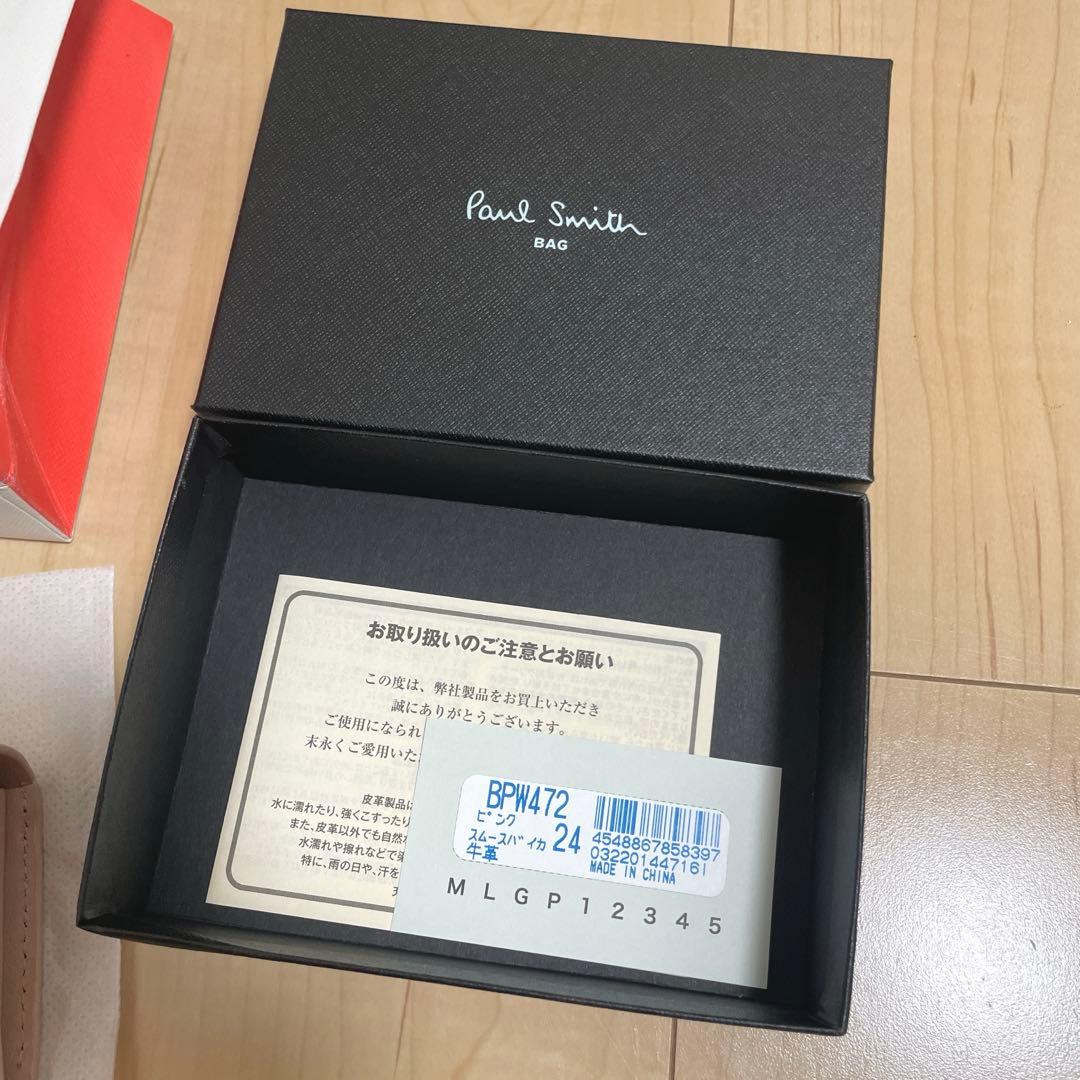 Paul Smith
BAG
お取り扱いのご注意とお願い
この度は、弊社製品をお買上いただき
誠にありがとうございます。
ご使用になられ
末永くご愛用いた
皮革製品は
水に濡れたり、強くこすったり
また、皮革以外でも自然
水濡れや擦れなどで
特に、雨の日や、汗を
BPW472
ピンク
スムースバイカ 24
牛革
4548867858397
032201447161
MADE IN CHINA
M L G P 1 2 3 4 5